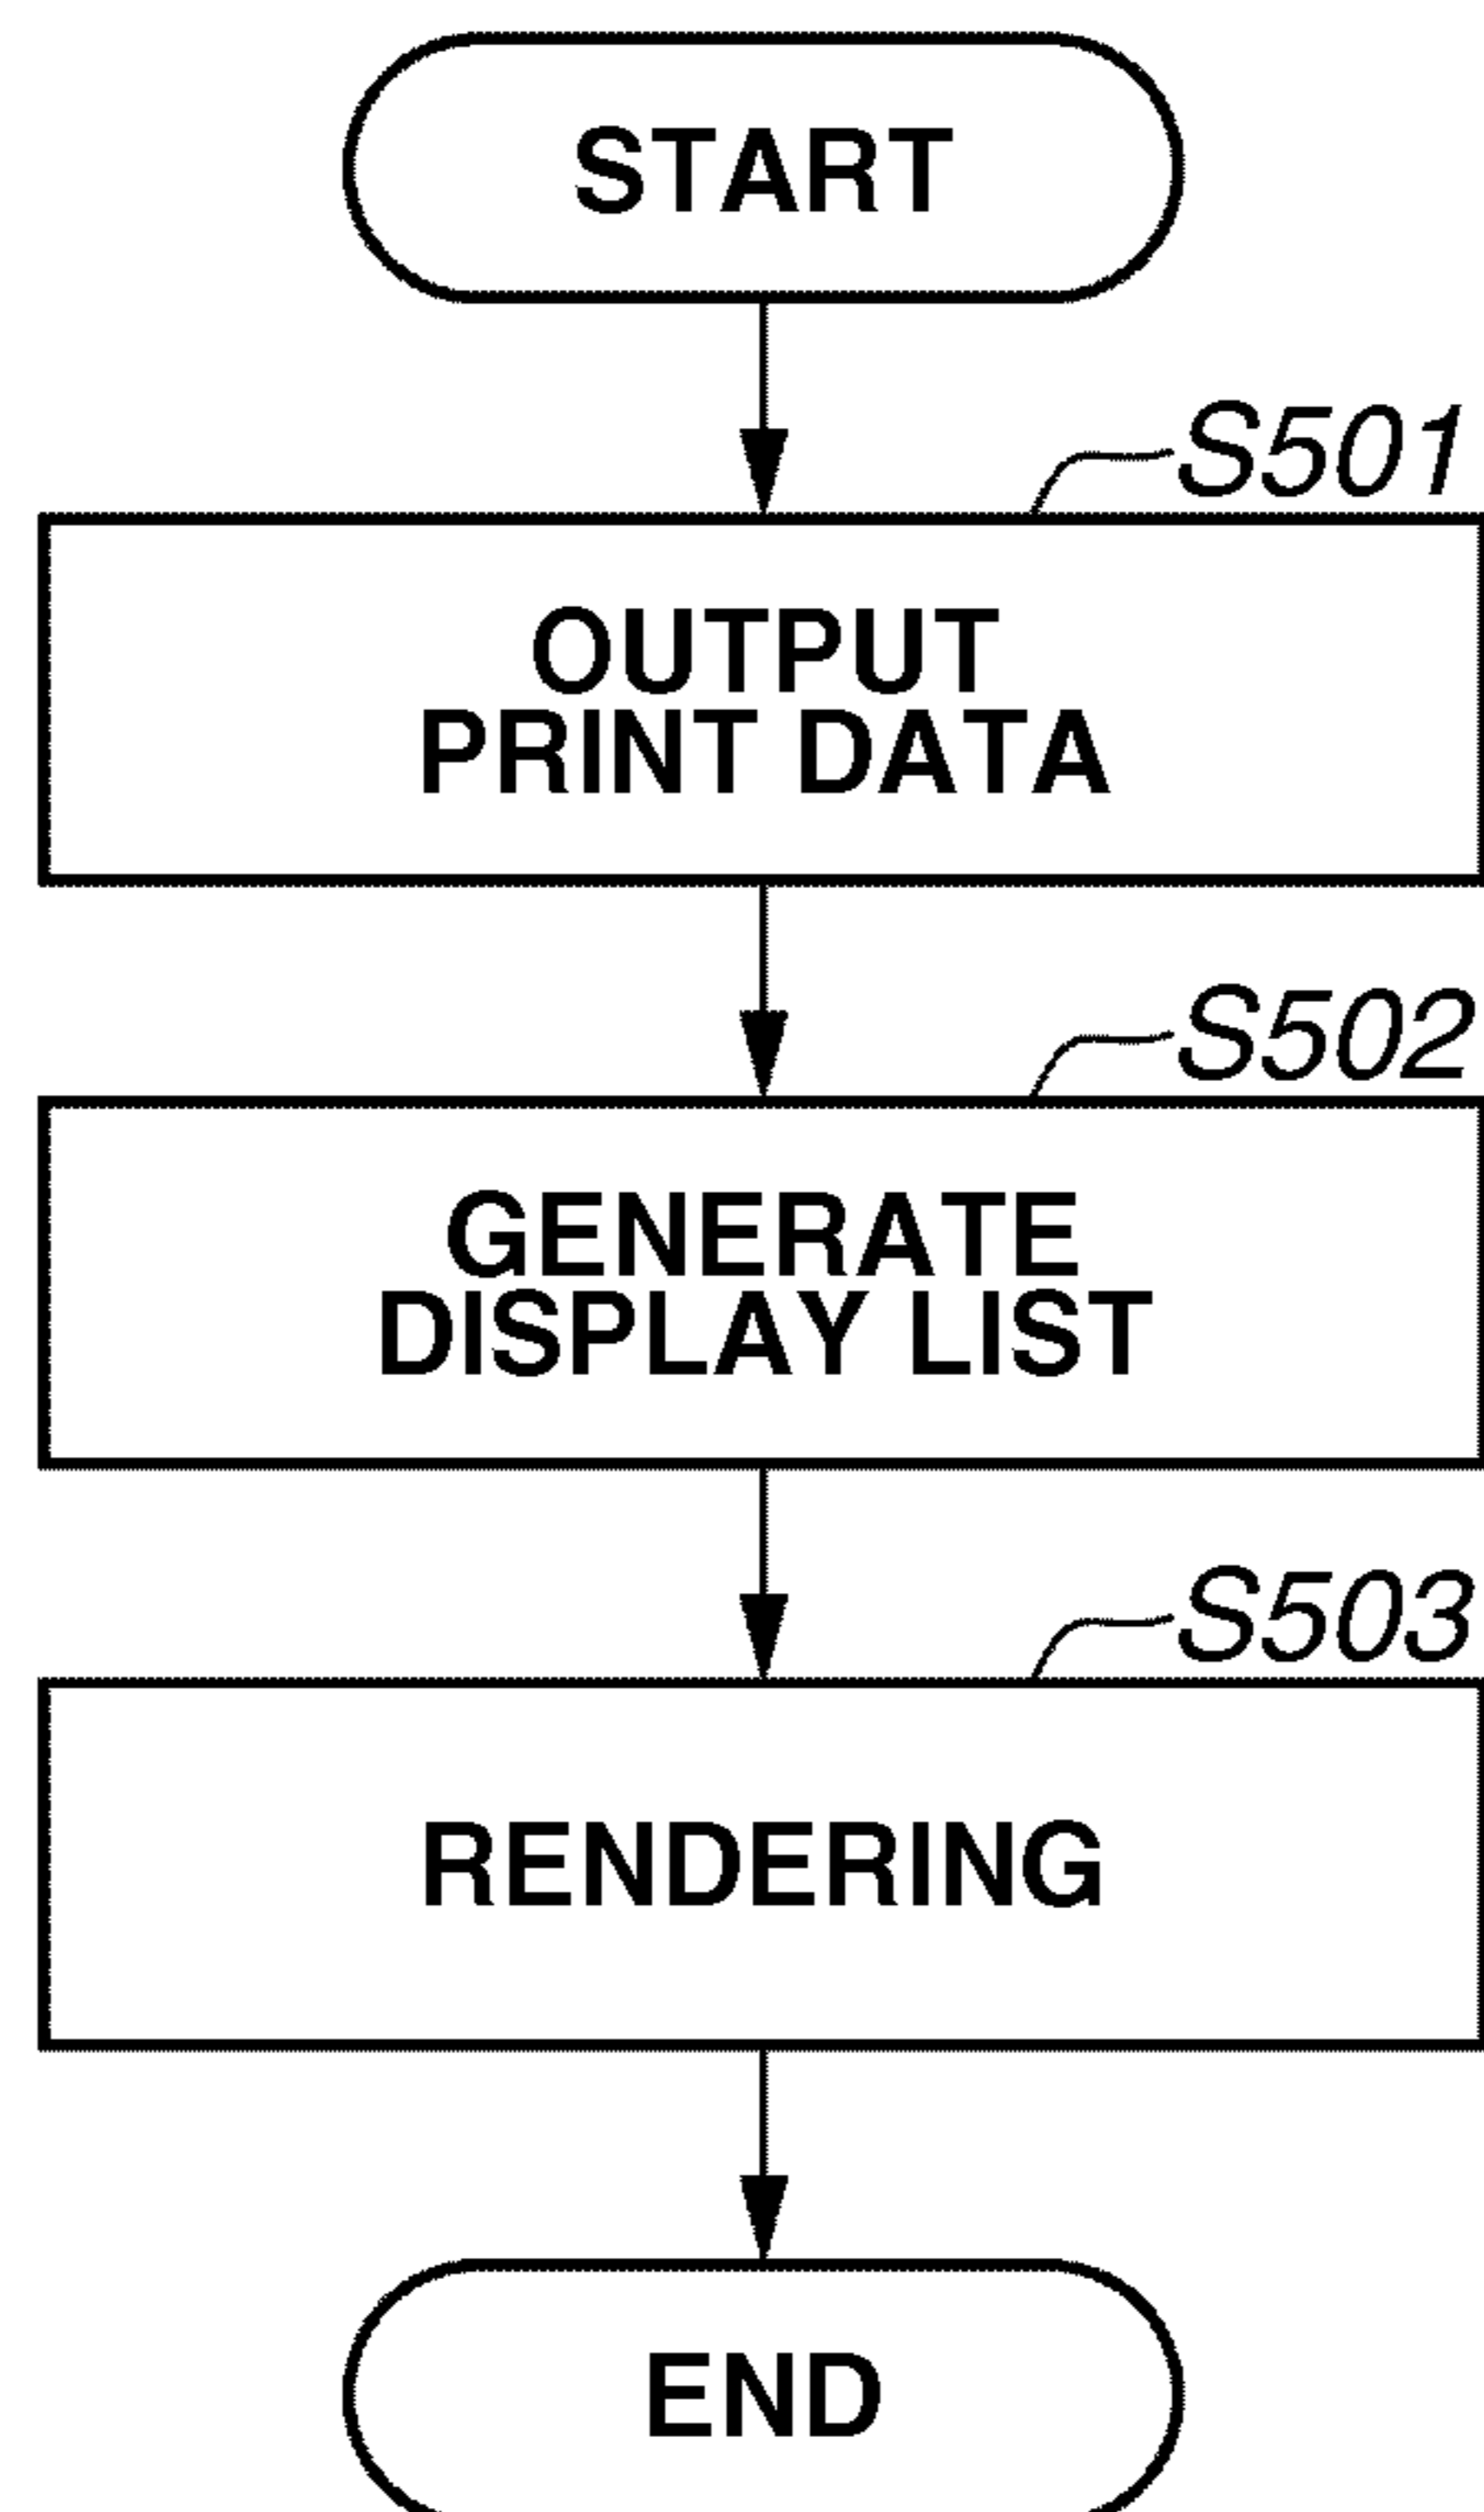 START
S501
OUTPUT
PRINT DATA
S502
GENERATE
DISPLAY LIST
S503
RENDERING
END